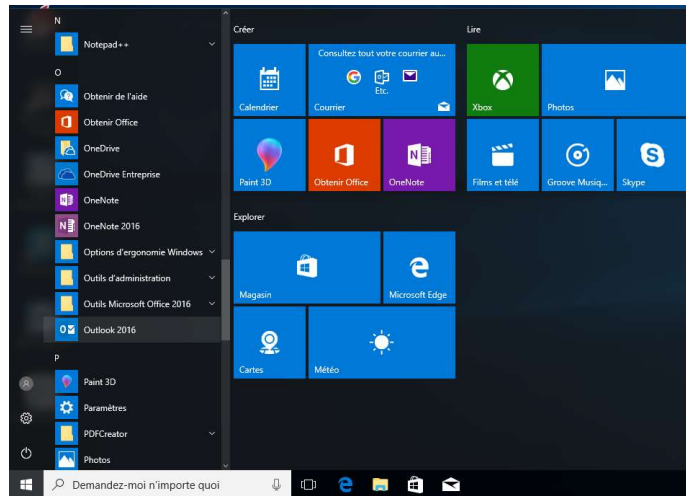 N
Notepad++
O
Obtenir de l'aide
Obtenir Office
OneDrive
OneDrive Entreprise
OneNote
OneNote 2016
Options d'ergonomie Windows
Outils d'administration
Outils Microsoft Office 2016
Outlook 2016
P
Paint 3D
Paramètres
PDFCreator
Photos
Créer
Calendrier
Consultez tout votre courrier au...
Etc.
Courrier
Paint 3D
Obtenir Office
OneNote
Explorer
Magasin
Microsoft Edge
Cartes
Météo
Lire
Xbox
Photos
Films et télé
Groove Musiq...
Skype
Demandez-moi n'importe quoi